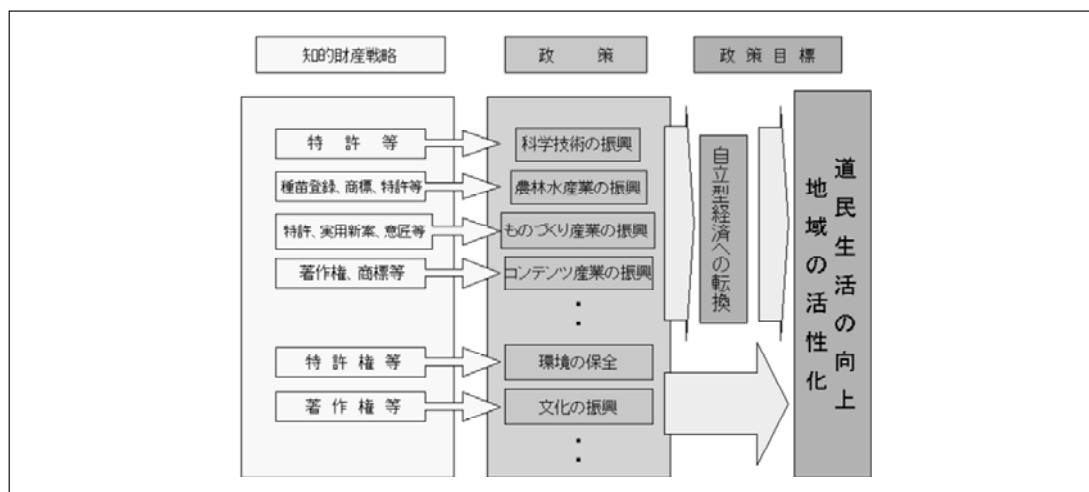 知的財産戦略
政策
政策目標
特許等
科学技術の振興
種苗登録、商標、特許等
農林水産業の振興
特許、実用新案、意匠等
ものづくり産業の振興
著作権、商標等
コンテンツ産業の振興
・
・
特許権等
環境の保全
著作権等
文化の振興
・
・
自立型経済への転換
道民生活の向上
地域の活性化